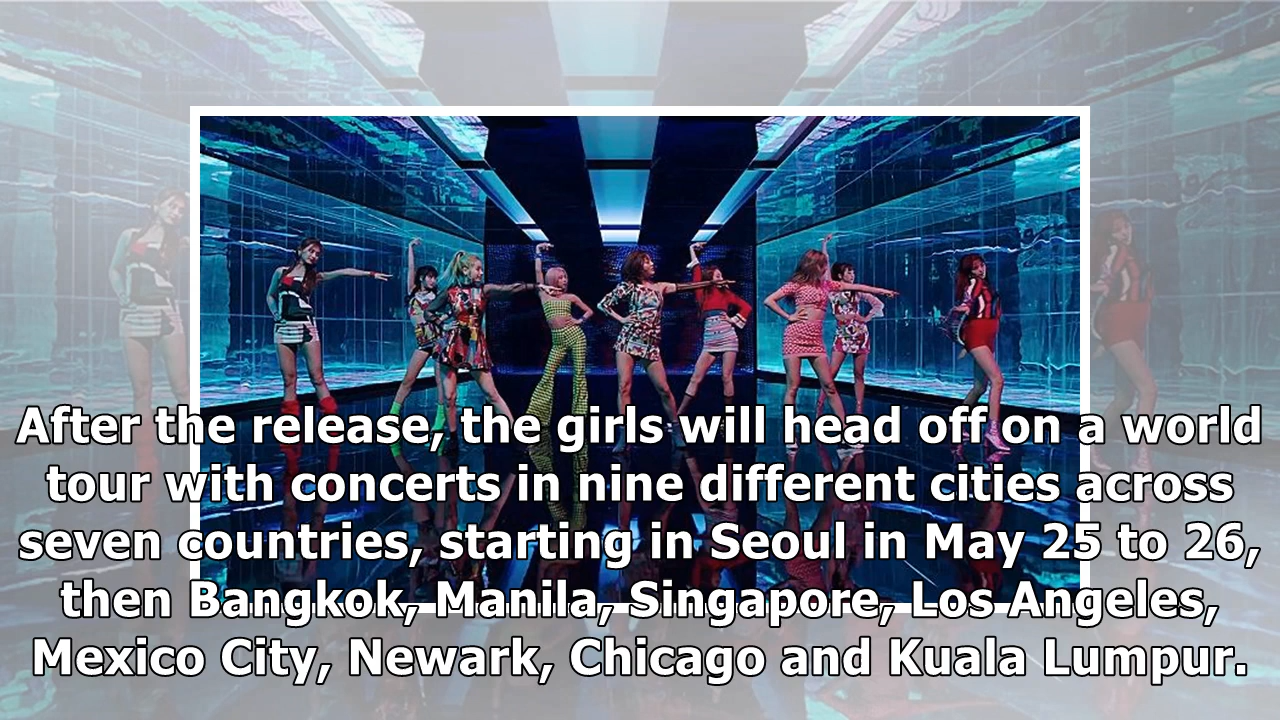 After the release, the girls will head off on a world
tour with concerts in nine different cities across
seven countries, starting in Seoul in May 25 to 26,
then Bangkok, Manila, Singapore, Los Angeles,
Mexico City, Newark, Chicago and Kuala Lumpur.